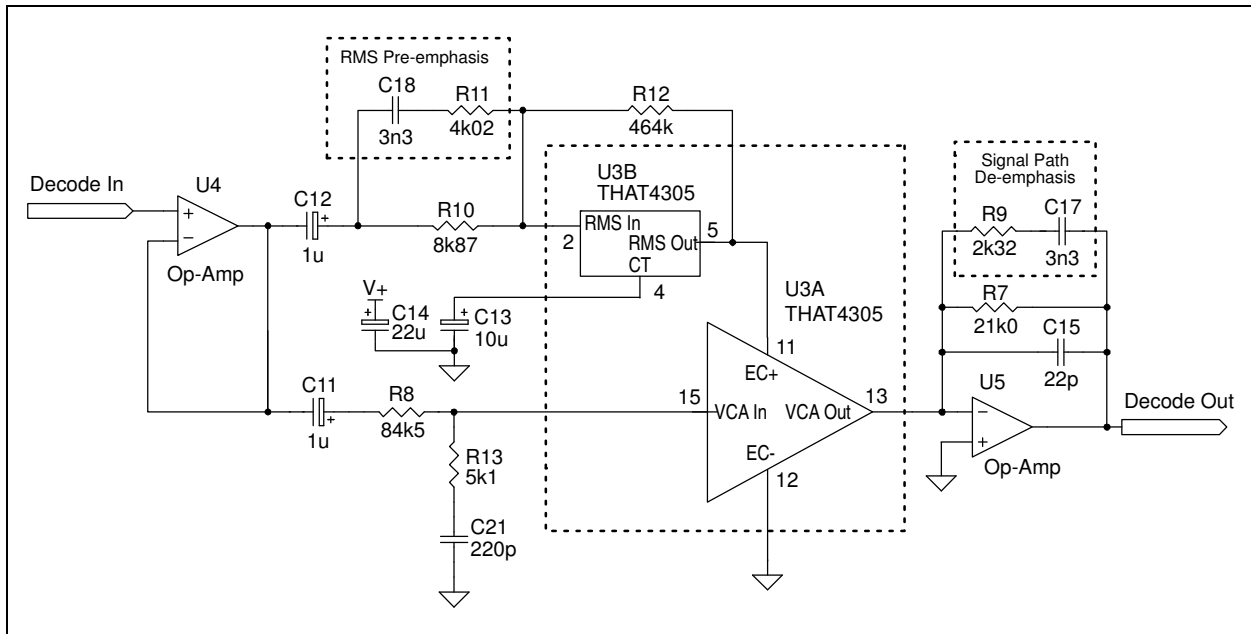 RMS Pre-emphasis
C18
3n3
R11
4k02
R12
464k
Decode In
U4
+
−
Op-Amp
C12
+
1u
R10
8k87
U3B
THAT4305
RMS In
2
5
RMS Out
CT
4
V+
+
C14
22u
+
C13
10u
U3A
THAT4305
11
EC+
15
VCA In
VCA Out
13
EC-
12
C11
+
1u
R8
84k5
R13
5k1
C21
220p
Signal Path
De-emphasis
R9
2k32
C17
3n3
R7
21k0
C15
22p
U5
−
+
Op-Amp
Decode Out